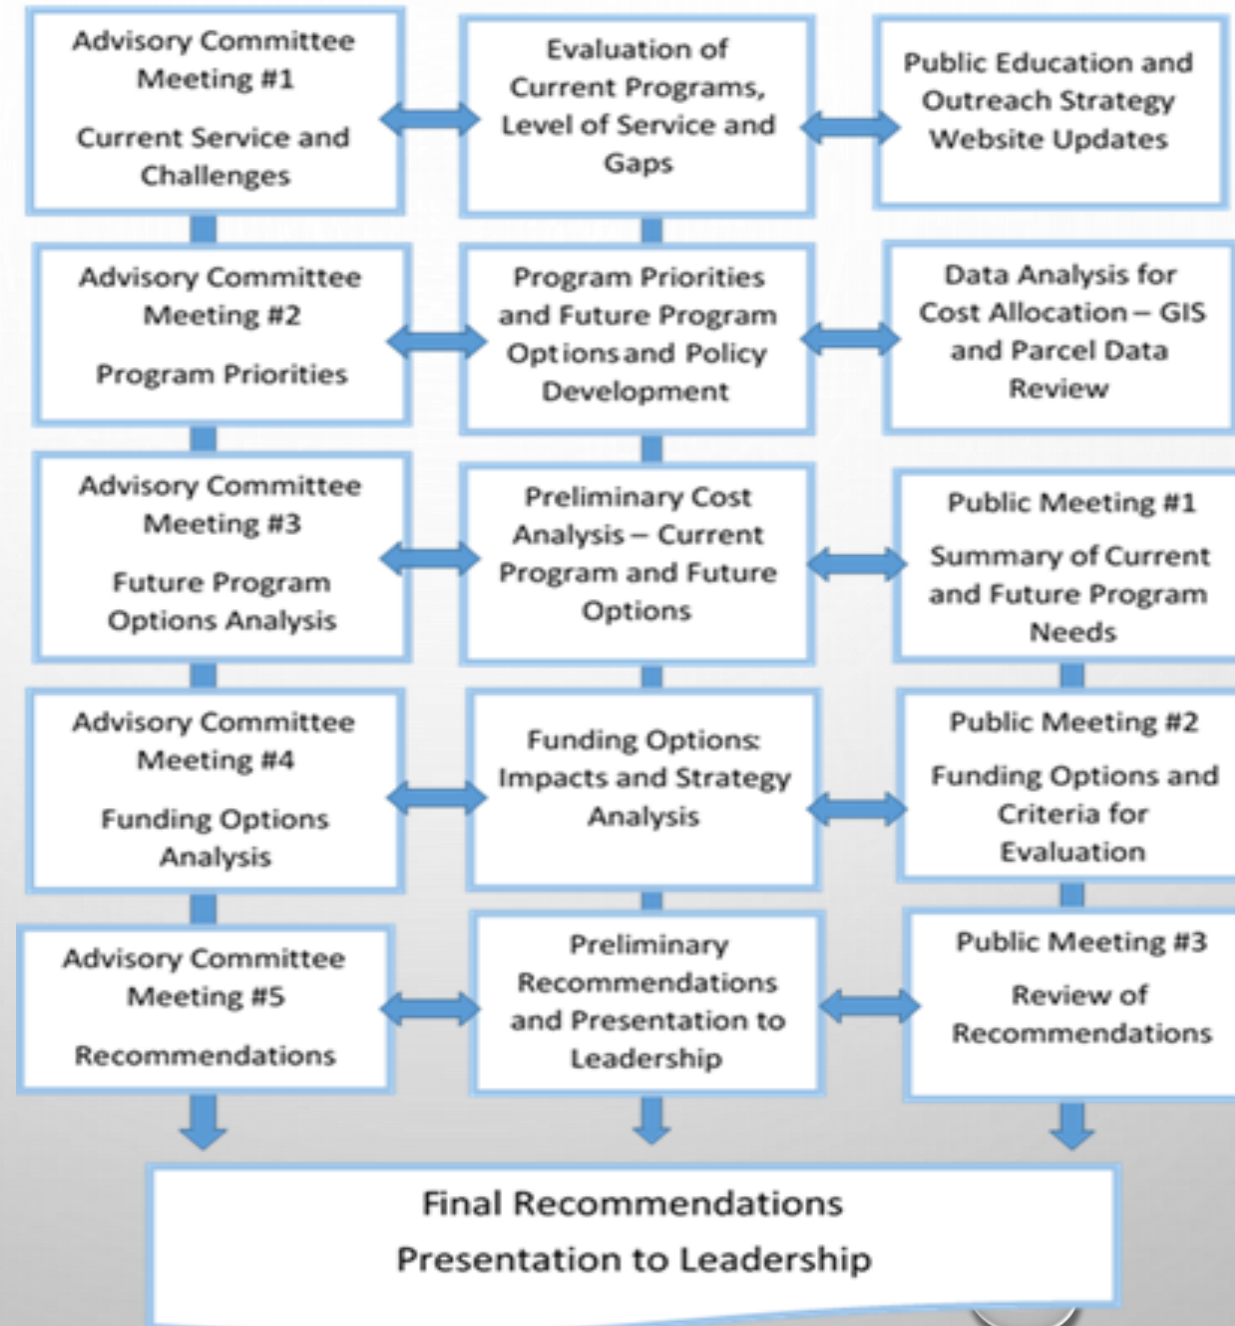 Advisory Committee
Meeting #1
Current Service and
Challenges
Evaluation of
Current Programs,
Level of Service and
Gaps
Public Education and
Outreach Strategy
Website Updates
Advisory Committee
Meeting #2
Program Priorities
Program Priorities
and Future Program
Options and Policy
Development
Data Analysis for
Cost Allocation – GIS
and Parcel Data
Review
Advisory Committee
Meeting #3
Future Program
Options Analysis
Preliminary Cost
Analysis – Current
Program and Future
Options
Public Meeting #1
Summary of Current
and Future Program
Needs
Advisory Committee
Meeting #4
Funding Options
Analysis
Funding Options:
Impacts and Strategy
Analysis
Public Meeting #2
Funding Options and
Criteria for
Evaluation
Advisory Committee
Meeting #5
Recommendations
Preliminary
Recommendations
and Presentation to
Leadership
Public Meeting #3
Review of
Recommendations
Final Recommendations
Presentation to Leadership